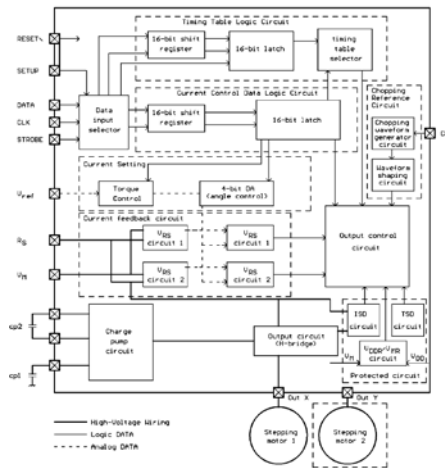 Timing Table Logic Circuit
RESET
16-bit shift
register
16-bit latch
timing
table
selector
SETUP
Data
input
selector
DATA
CLK
STROBE
Current Control Data Logic Circuit
16-bit shift
register
16-bit latch
Chopping
Reference
Circuit
Chopping
waveform
generator
circuit
Waveform
shaping
circuit
Current Setting
Vref
Torque
Control
4-bit DA
(angle control)
Current feedback circuit
RS
VRS
circuit 1
VRS
circuit 1
VM
VRS
circuit 2
VRS
circuit 2
Output control
circuit
cp2
cp1
Charge
pump
circuit
Output circuit
(H-bridge)
ISD
circuit
TSD
circuit
VM
VDDR/VMR
circuit
VDD
Protected circuit
Out X
Out Y
Stepping
motor 1
Stepping
motor 2
High-Voltage Wiring
Logic DATA
Analog DATA